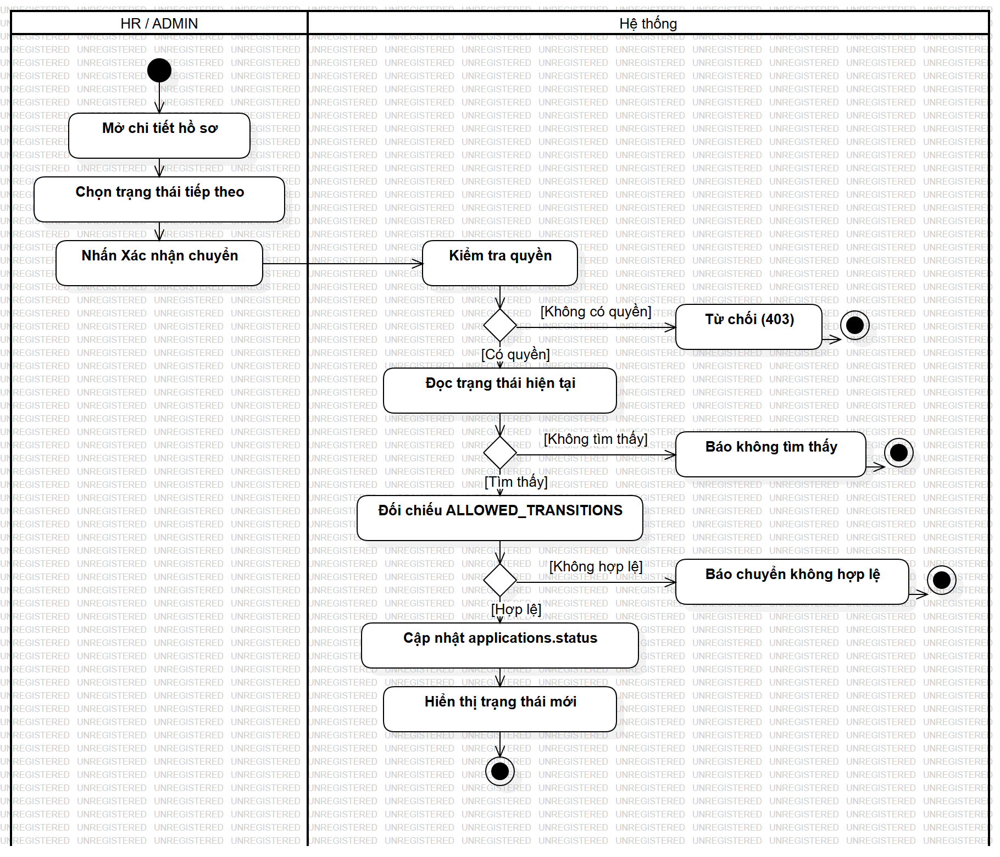 HR / ADMIN
Hệ thống
Mở chi tiết hồ sơ
Chọn trạng thái tiếp theo
Nhấn Xác nhận chuyển
Kiểm tra quyền
[Không có quyền]
Từ chối (403)
[Có quyền]
Đọc trạng thái hiện tại
[Không tìm thấy]
Báo không tìm thấy
[Tìm thấy]
Đối chiếu ALLOWED_TRANSITIONS
[Không hợp lệ]
Báo chuyển không hợp lệ
[Hợp lệ]
Cập nhật applications.status
Hiển thị trạng thái mới
UNREGISTERED